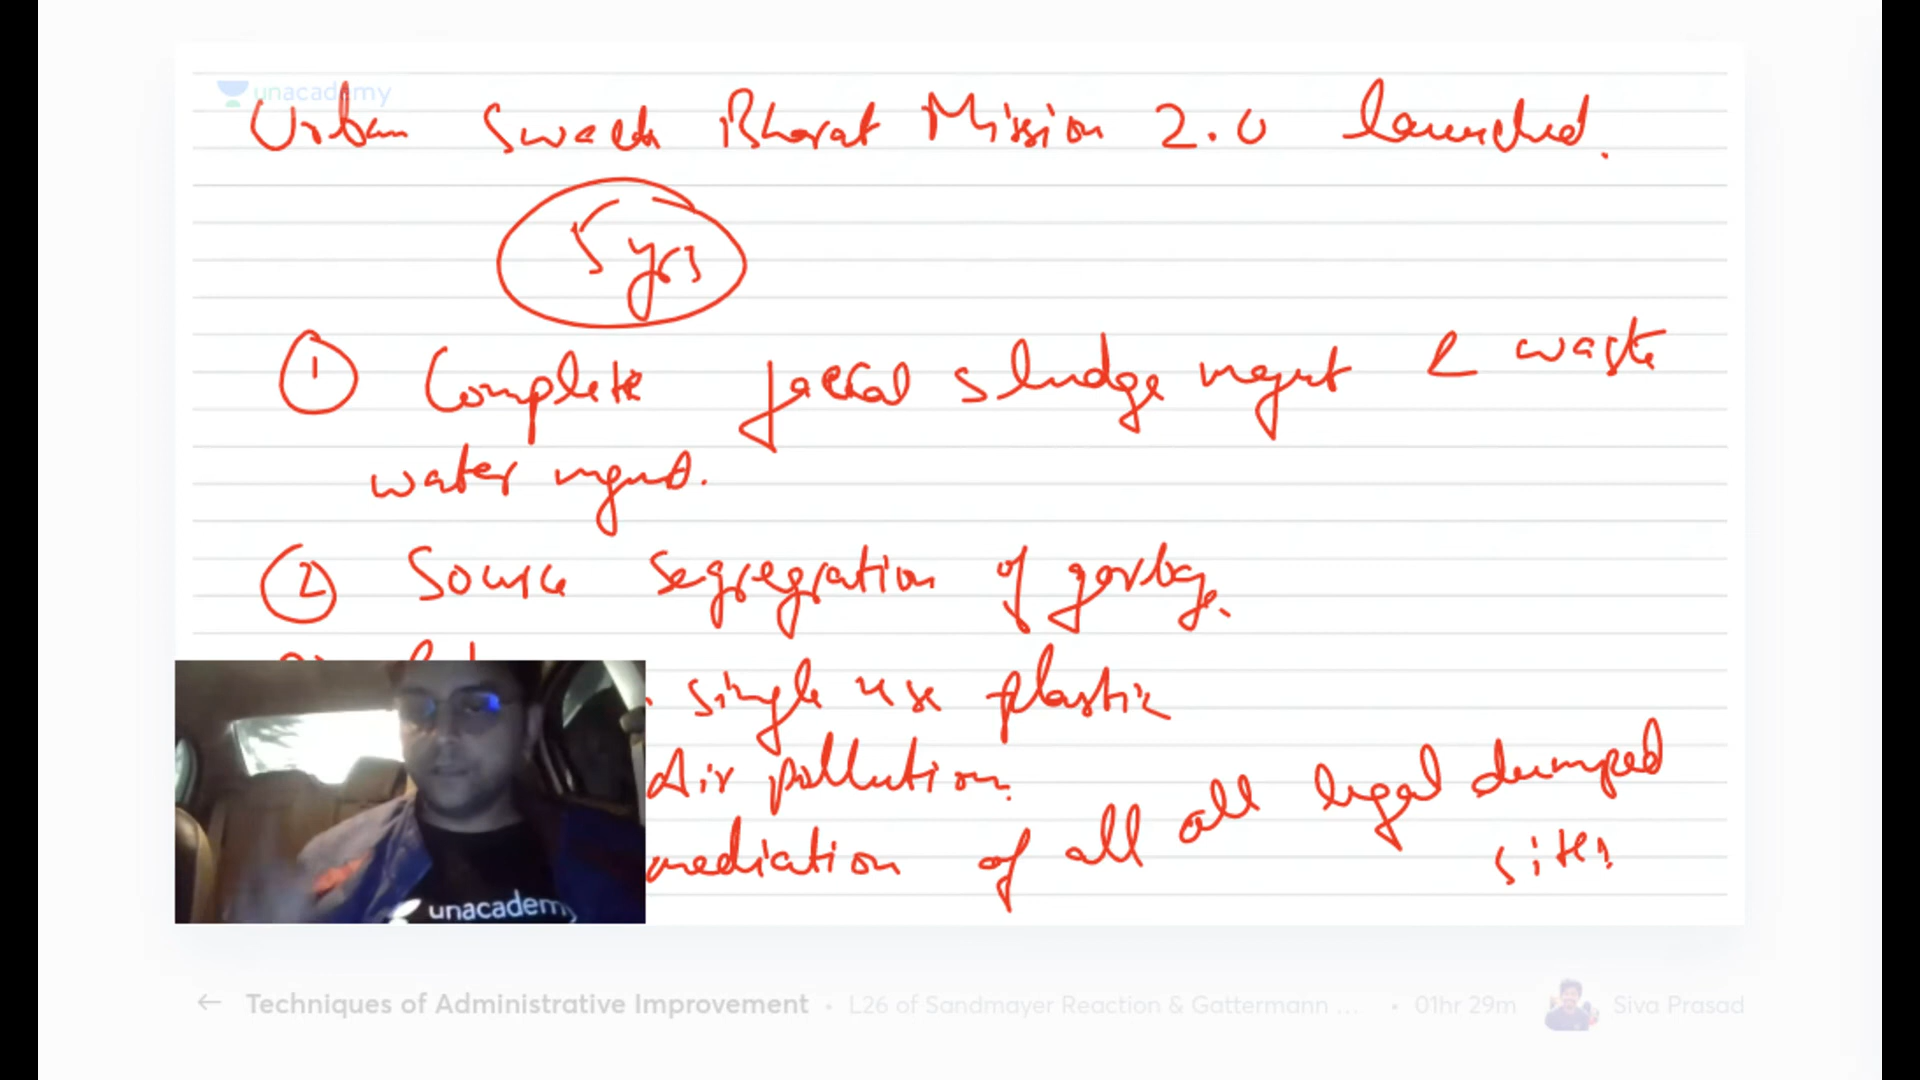 unacademy
Urban Swach Bharat Mission 2.0 launched.
5 yrs
① Complete faecal sludge mgmt & waste
water mgmt.
② Source segregration of garbage.
single use plastic
Air pollution.
mediation of all all legal dumped
sites
unacademy
← Techniques of Administrative Improvement • L26 of Sandmayer Reaction & Gattermann ... • 01hr 29m Siva Prasad